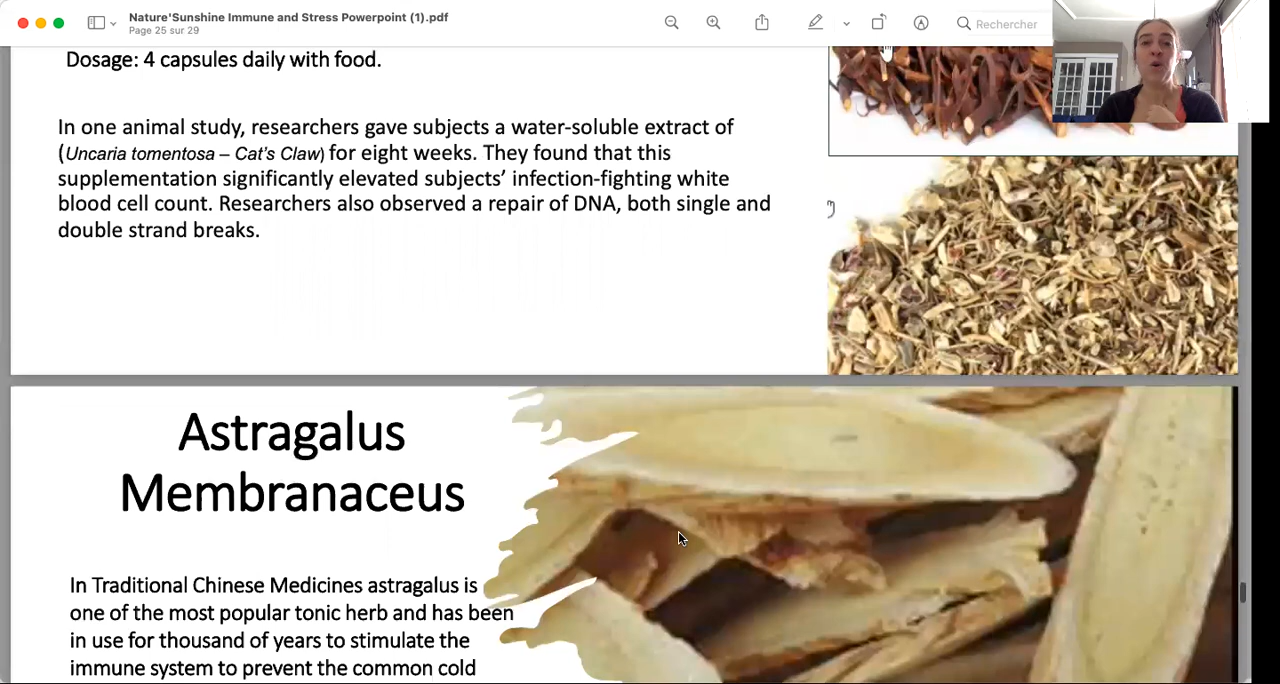 Nature'Sunshine Immune and Stress Powerpoint (1).pdf
Page 25 sur 29
Rechercher
Dosage: 4 capsules daily with food.
In one animal study, researchers gave subjects a water-soluble extract of
(Uncaria tomentosa – Cat's Claw) for eight weeks. They found that this
supplementation significantly elevated subjects' infection-fighting white
blood cell count. Researchers also observed a repair of DNA, both single and
double strand breaks.
Astragalus
Membranaceus
In Traditional Chinese Medicines astragalus is
one of the most popular tonic herb and has been
in use for thousand of years to stimulate the
immune system to prevent the common cold